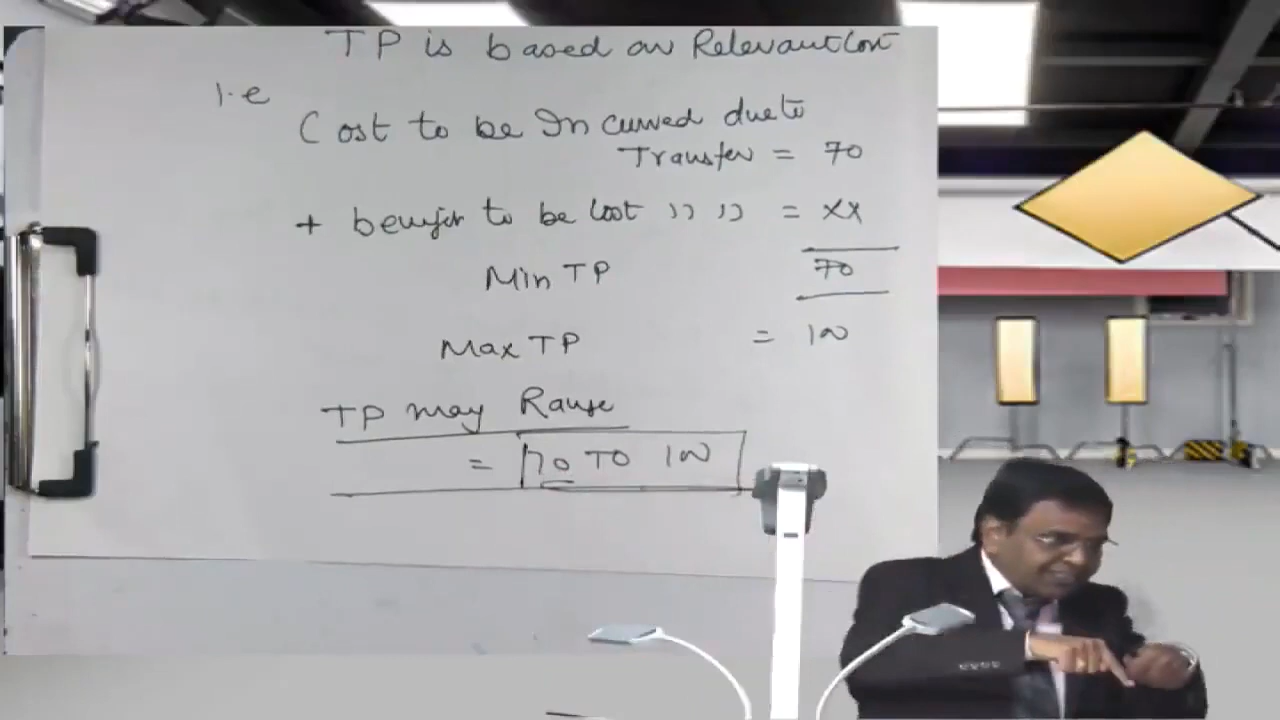 TP is based on Relevant Cost
i.e
Cost to be Incurred due to
Transfer = 70
+ benefit to be lost ,, ,, = xx
Min TP 70
Max TP = 100
TP may Range
= 70 TO 100